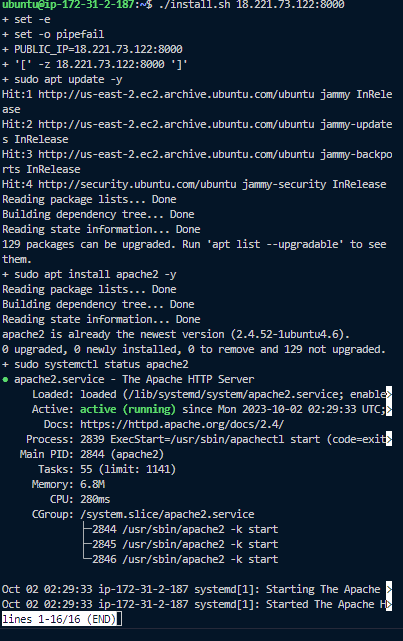 ubuntu@ip-172-31-2-187:~$ ./install.sh 18.221.73.122:8000
+ set -e
+ set -o pipefail
+ PUBLIC_IP=18.221.73.122:8000
+ '[' -z 18.221.73.122:8000 ']'
+ sudo apt update -y
Hit:1 http://us-east-2.ec2.archive.ubuntu.com/ubuntu jammy InRele
ase
Hit:2 http://us-east-2.ec2.archive.ubuntu.com/ubuntu jammy-update
s InRelease
Hit:3 http://us-east-2.ec2.archive.ubuntu.com/ubuntu jammy-backpo
rts InRelease
Hit:4 http://security.ubuntu.com/ubuntu jammy-security InRelease
Reading package lists... Done
Building dependency tree... Done
Reading state information... Done
129 packages can be upgraded. Run 'apt list --upgradable' to see
them.
+ sudo apt install apache2 -y
Reading package lists... Done
Building dependency tree... Done
Reading state information... Done
apache2 is already the newest version (2.4.52-1ubuntu4.6).
0 upgraded, 0 newly installed, 0 to remove and 129 not upgraded.
+ sudo systemctl status apache2
● apache2.service - The Apache HTTP Server
Loaded: loaded (/lib/systemd/system/apache2.service; enable>
Active: active (running) since Mon 2023-10-02 02:29:33 UTC;>
Docs: https://httpd.apache.org/docs/2.4/
Process: 2839 ExecStart=/usr/sbin/apachectl start (code=exit>
Main PID: 2844 (apache2)
Tasks: 55 (limit: 1141)
Memory: 6.8M
CPU: 280ms
CGroup: /system.slice/apache2.service
├─2844 /usr/sbin/apache2 -k start
├─2845 /usr/sbin/apache2 -k start
└─2846 /usr/sbin/apache2 -k start
Oct 02 02:29:33 ip-172-31-2-187 systemd[1]: Starting The Apache >
Oct 02 02:29:33 ip-172-31-2-187 systemd[1]: Started The Apache H>
lines 1-16/16 (END)